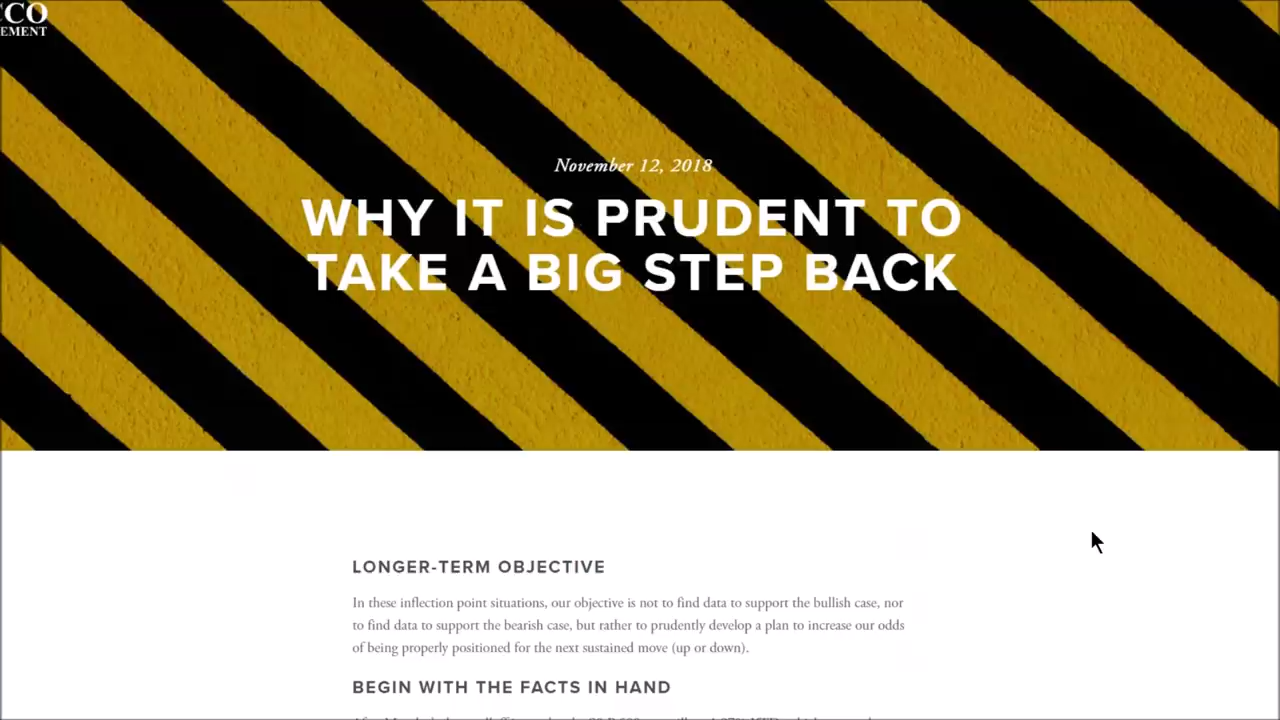 CCO
EMENT
November 12, 2018
WHY IT IS PRUDENT TO
TAKE A BIG STEP BACK
LONGER-TERM OBJECTIVE
In these inflection point situations, our objective is not to find data to support the bullish case, nor
to find data to support the bearish case, but rather to prudently develop a plan to increase our odds
of being properly positioned for the next sustained move (up or down).
BEGIN WITH THE FACTS IN HAND